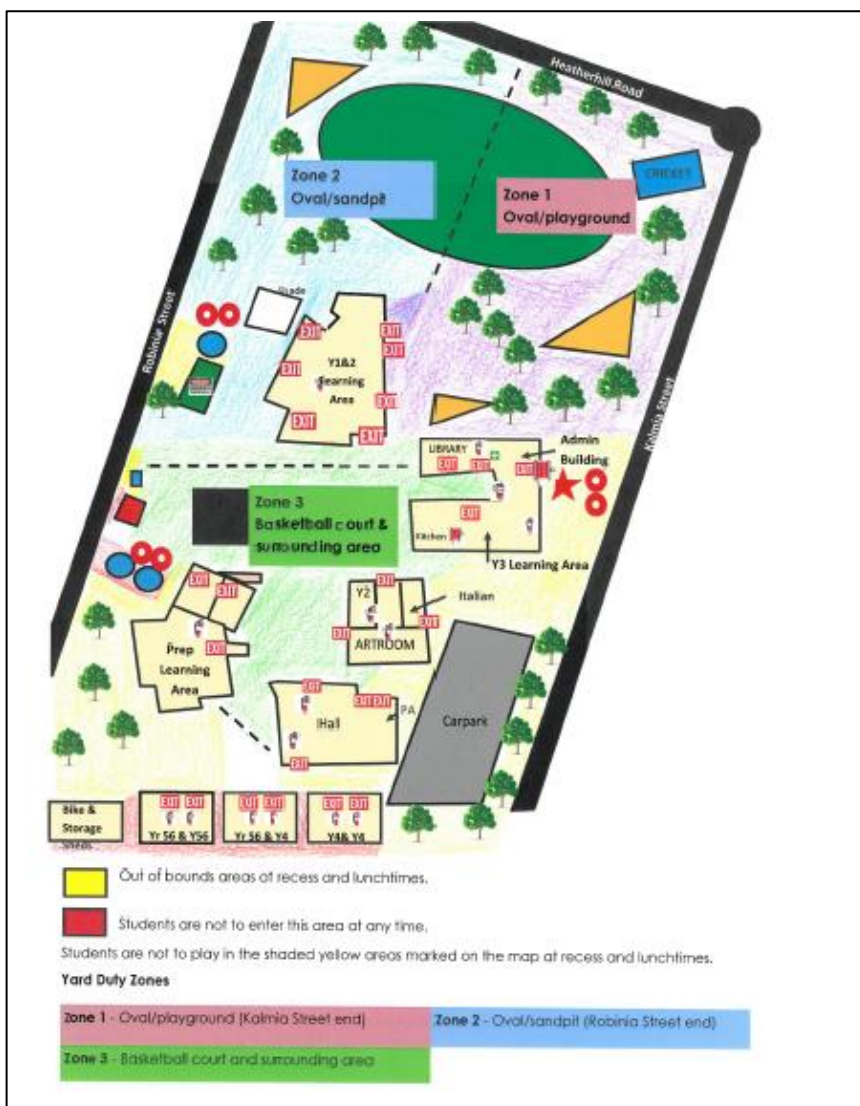 Heatherhill Road
CRICKET
Zone 2
Oval/sandpit
Zone 1
Oval/playground
Robinia Street
EXIT
EXIT
EXIT
EXIT
Y1&2
Learning
Area
EXIT
EXIT
EXIT
EXIT
Kalmia Street
LIBRARY
EXIT
EXIT
EXIT
Admin
Building
Zone 3
Basketball court &
surrounding area
EXIT
Kitchen
Y3 Learning Area
EXIT
EXIT
EXIT
Y2
Italian
EXIT
EXIT
ARTROOM
EXIT
Prep
Learning
Area
EXIT
EXIT
EXIT
PA
Hall
Carpark
EXIT
Bike &
Storage
Sheds
EXIT
EXIT
Yr 56 & Y56
EXIT
EXIT
Yr 56 & Y4
EXIT
EXIT
Y4& Y4
Out of bounds areas at recess and lunchtimes.
Students are not to enter this area at any time.
Students are not to play in the shaded yellow areas marked on the map at recess and lunchtimes.
Yard Duty Zones
Zone 1 - Oval/playground (Kalmia Street end)
Zone 2 - Oval/sandpit (Robinia Street end)
Zone 3 - Basketball court and surrounding area